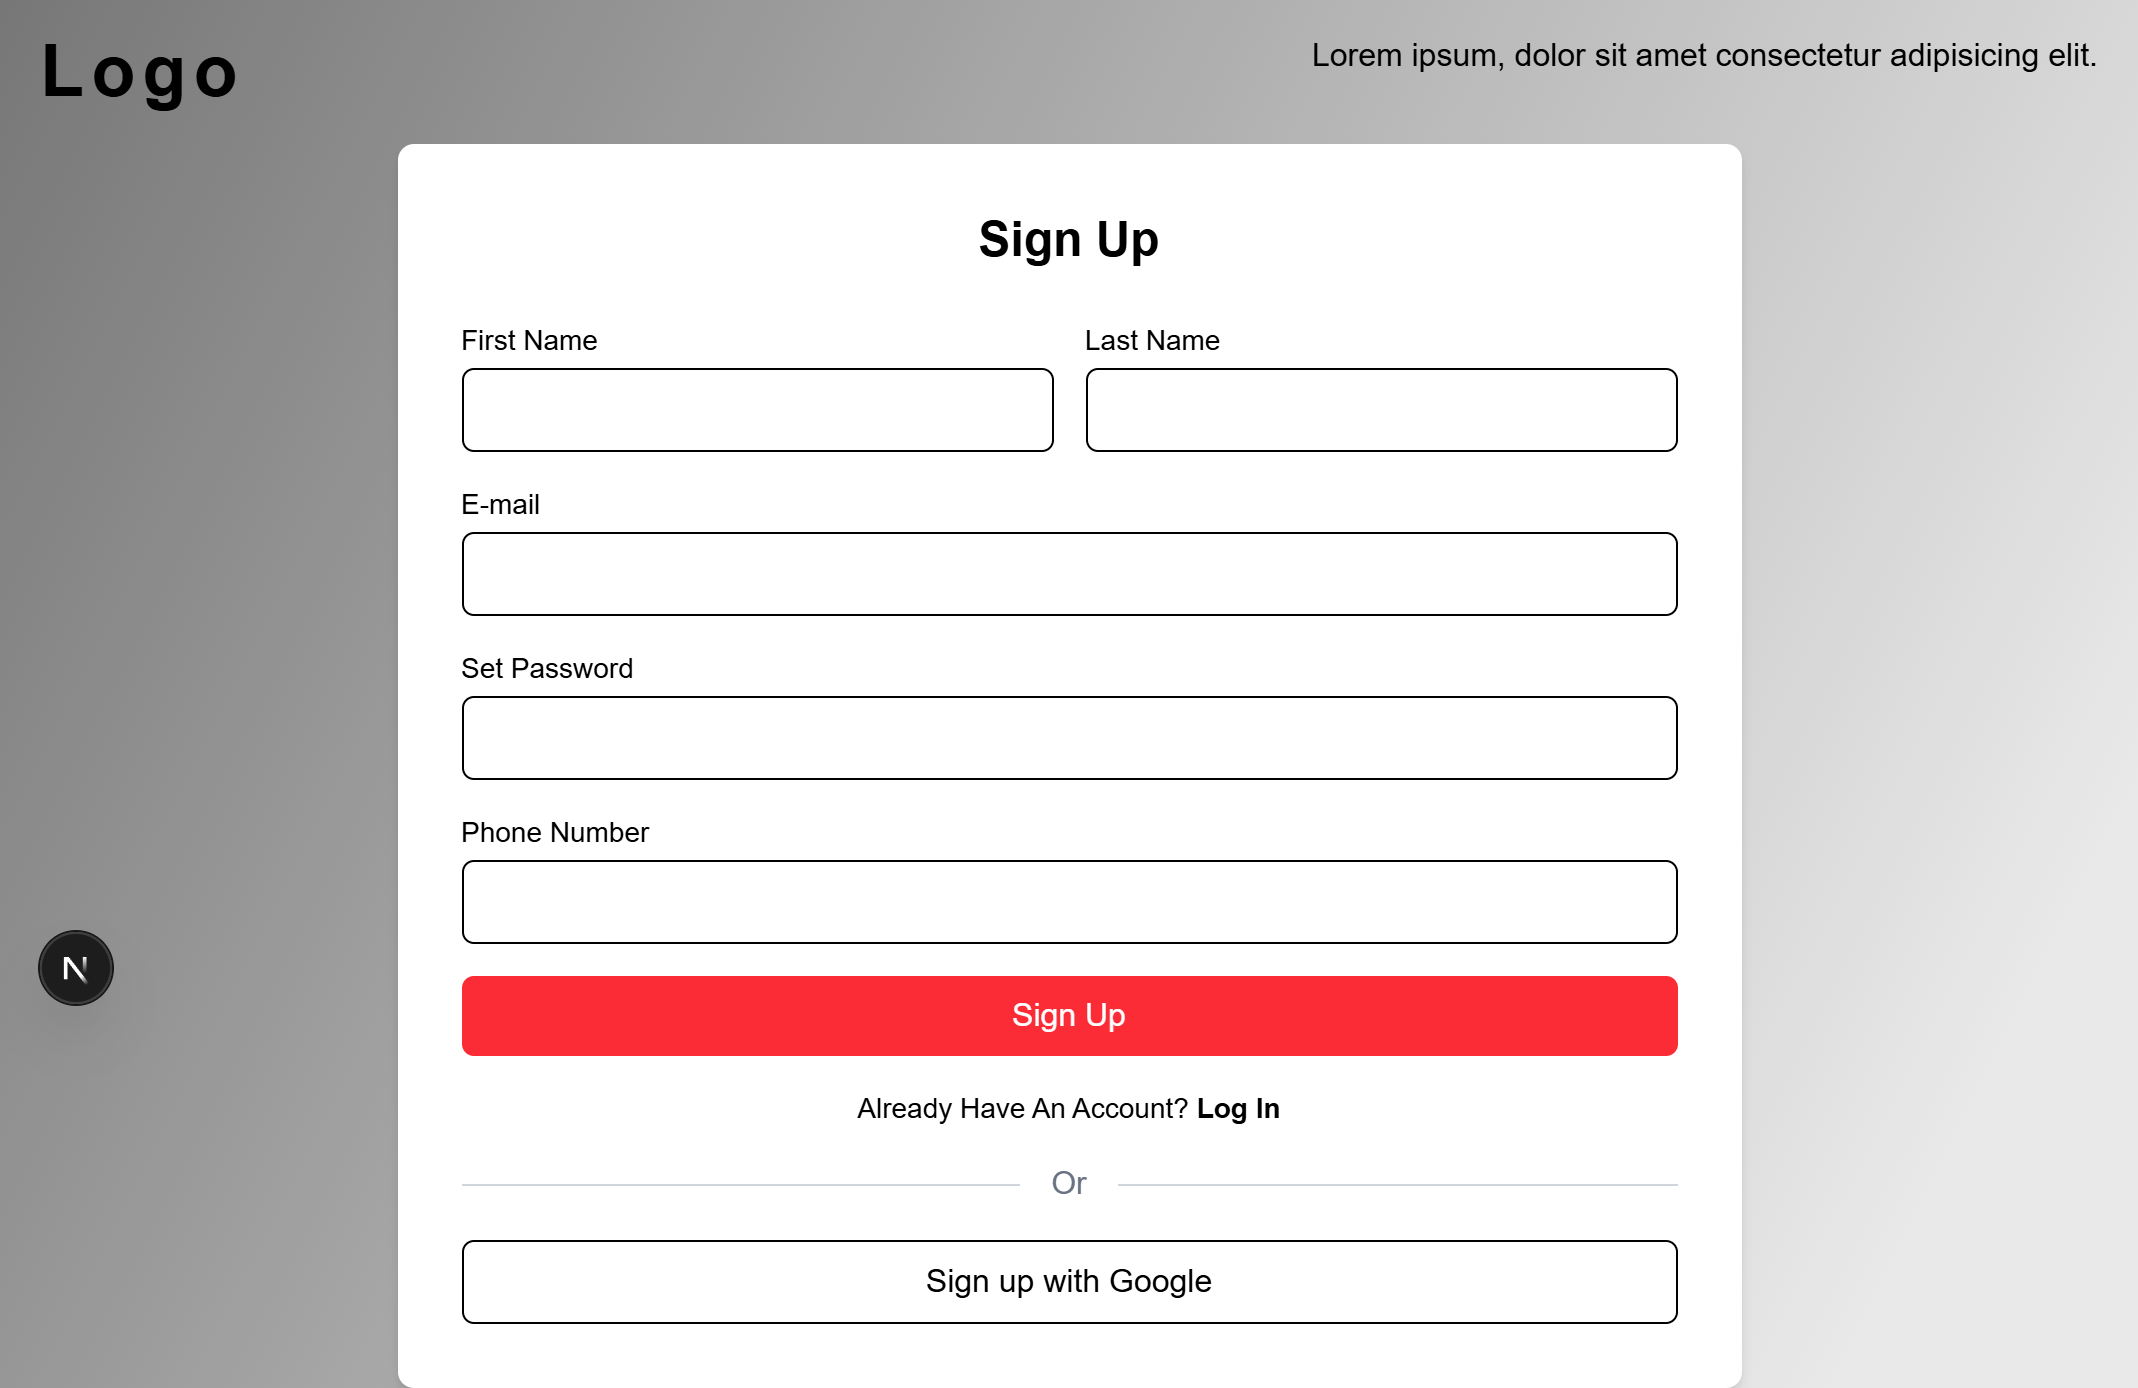 Logo
Lorem ipsum, dolor sit amet consectetur adipisicing elit.
Sign Up
First Name
Last Name
E-mail
Set Password
Phone Number
N
Sign Up
Already Have An Account? Log In
Or
Sign up with Google